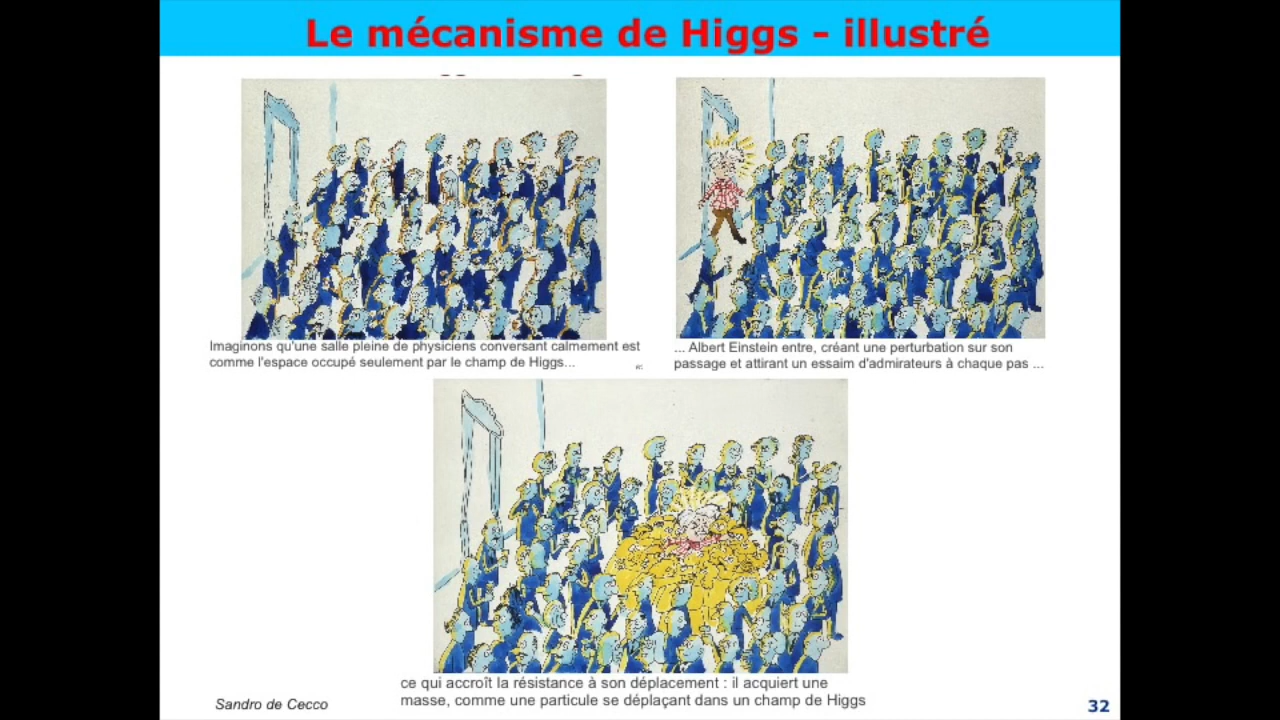 Le mécanisme de Higgs - illustré
Imaginons qu'une salle pleine de physiciens conversant calmement est
comme l'espace occupé seulement par le champ de Higgs...
... Albert Einstein entre, créant une perturbation sur son
passage et attirant un essaim d'admirateurs à chaque pas ...
ce qui accroît la résistance à son déplacement : il acquiert une
masse, comme une particule se déplaçant dans un champ de Higgs
Sandro de Cecco
32